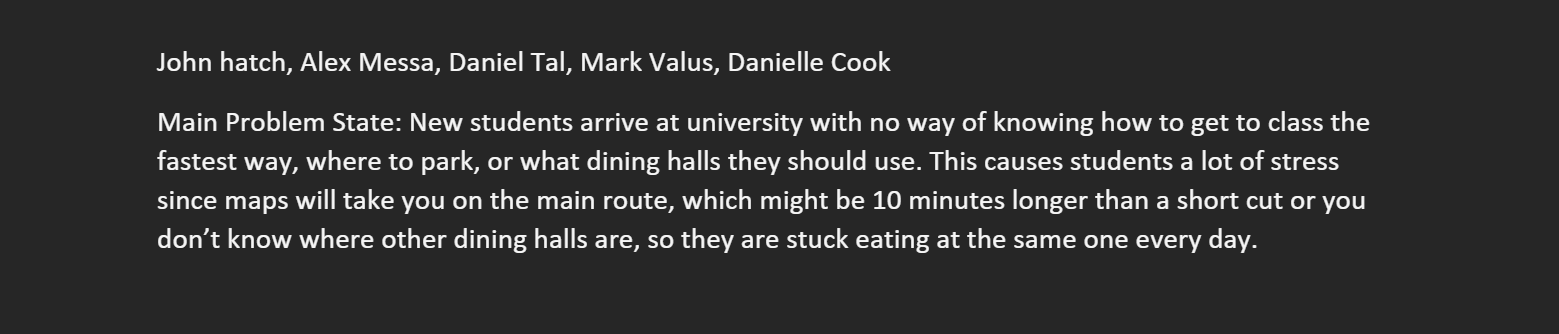 John hatch, Alex Messa, Daniel Tal, Mark Valus, Danielle Cook
Main Problem State: New students arrive at university with no way of knowing how to get to class the
fastest way, where to park, or what dining halls they should use. This causes students a lot of stress
since maps will take you on the main route, which might be 10 minutes longer than a short cut or you
don’t know where other dining halls are, so they are stuck eating at the same one every day.